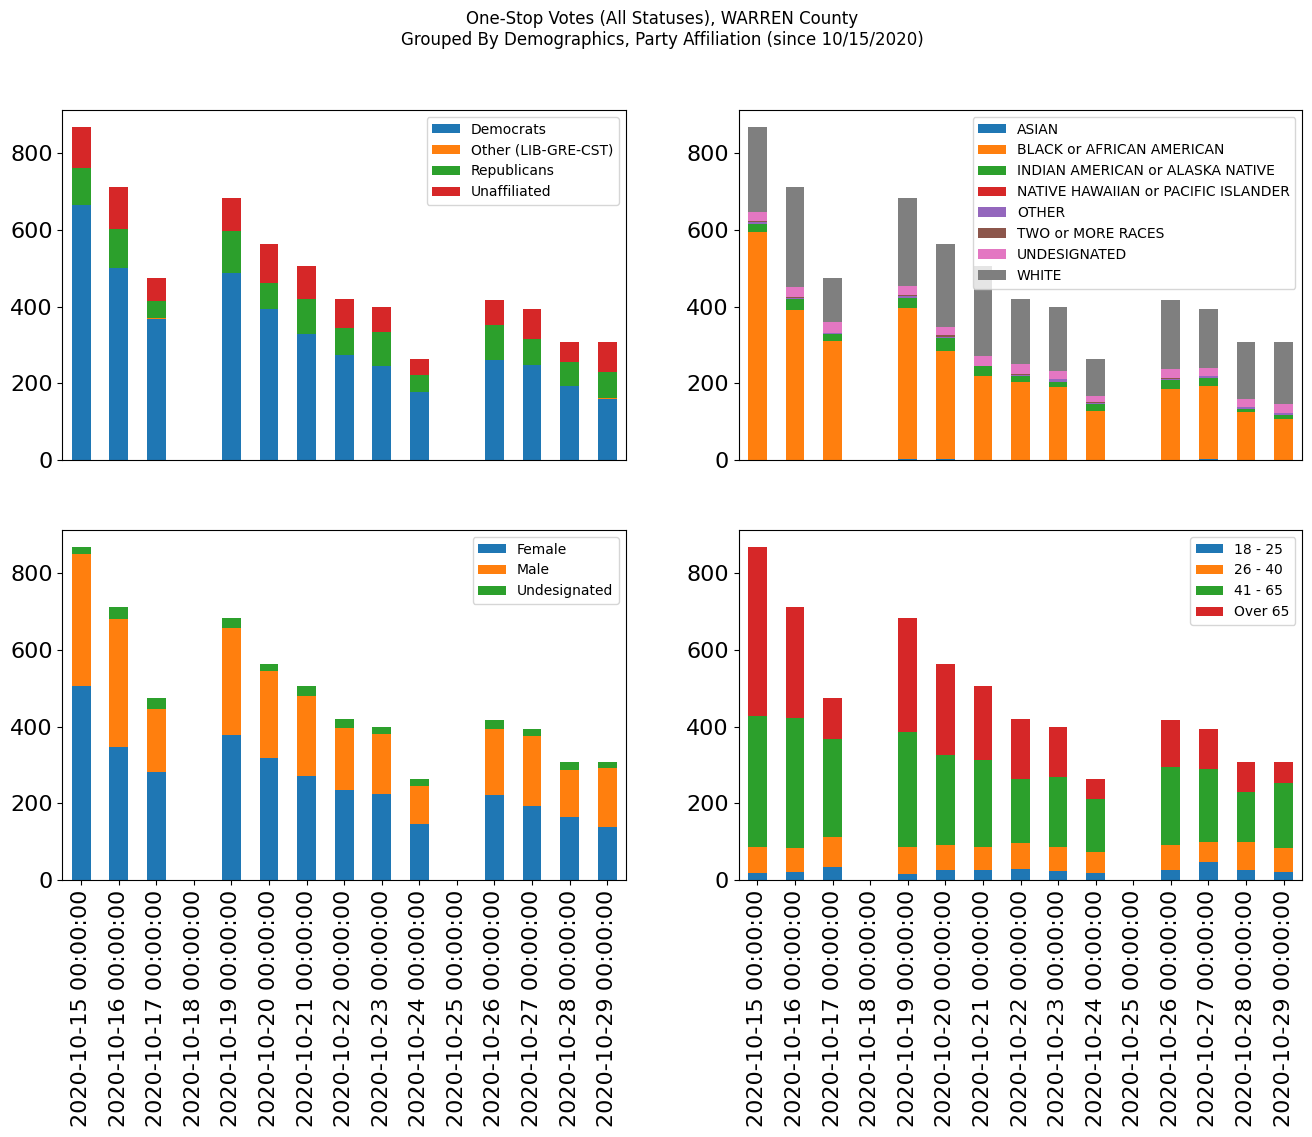 One-Stop Votes (All Statuses), WARREN County
Grouped By Demographics, Party Affiliation (since 10/15/2020)
800
600
400
200
0
Democrats
Other (LIB-GRE-CST)
Republicans
Unaffiliated
800
600
400
200
0
ASIAN
BLACK or AFRICAN AMERICAN
INDIAN AMERICAN or ALASKA NATIVE
NATIVE HAWAIIAN or PACIFIC ISLANDER
OTHER
TWO or MORE RACES
UNDESIGNATED
WHITE
800
600
400
200
0
Female
Male
Undesignated
2020-10-15 00:00:00
2020-10-16 00:00:00
2020-10-17 00:00:00
2020-10-18 00:00:00
2020-10-19 00:00:00
2020-10-20 00:00:00
2020-10-21 00:00:00
2020-10-22 00:00:00
2020-10-23 00:00:00
2020-10-24 00:00:00
2020-10-25 00:00:00
2020-10-26 00:00:00
2020-10-27 00:00:00
2020-10-28 00:00:00
2020-10-29 00:00:00
800
600
400
200
0
18 - 25
26 - 40
41 - 65
Over 65
2020-10-15 00:00:00
2020-10-16 00:00:00
2020-10-17 00:00:00
2020-10-18 00:00:00
2020-10-19 00:00:00
2020-10-20 00:00:00
2020-10-21 00:00:00
2020-10-22 00:00:00
2020-10-23 00:00:00
2020-10-24 00:00:00
2020-10-25 00:00:00
2020-10-26 00:00:00
2020-10-27 00:00:00
2020-10-28 00:00:00
2020-10-29 00:00:00